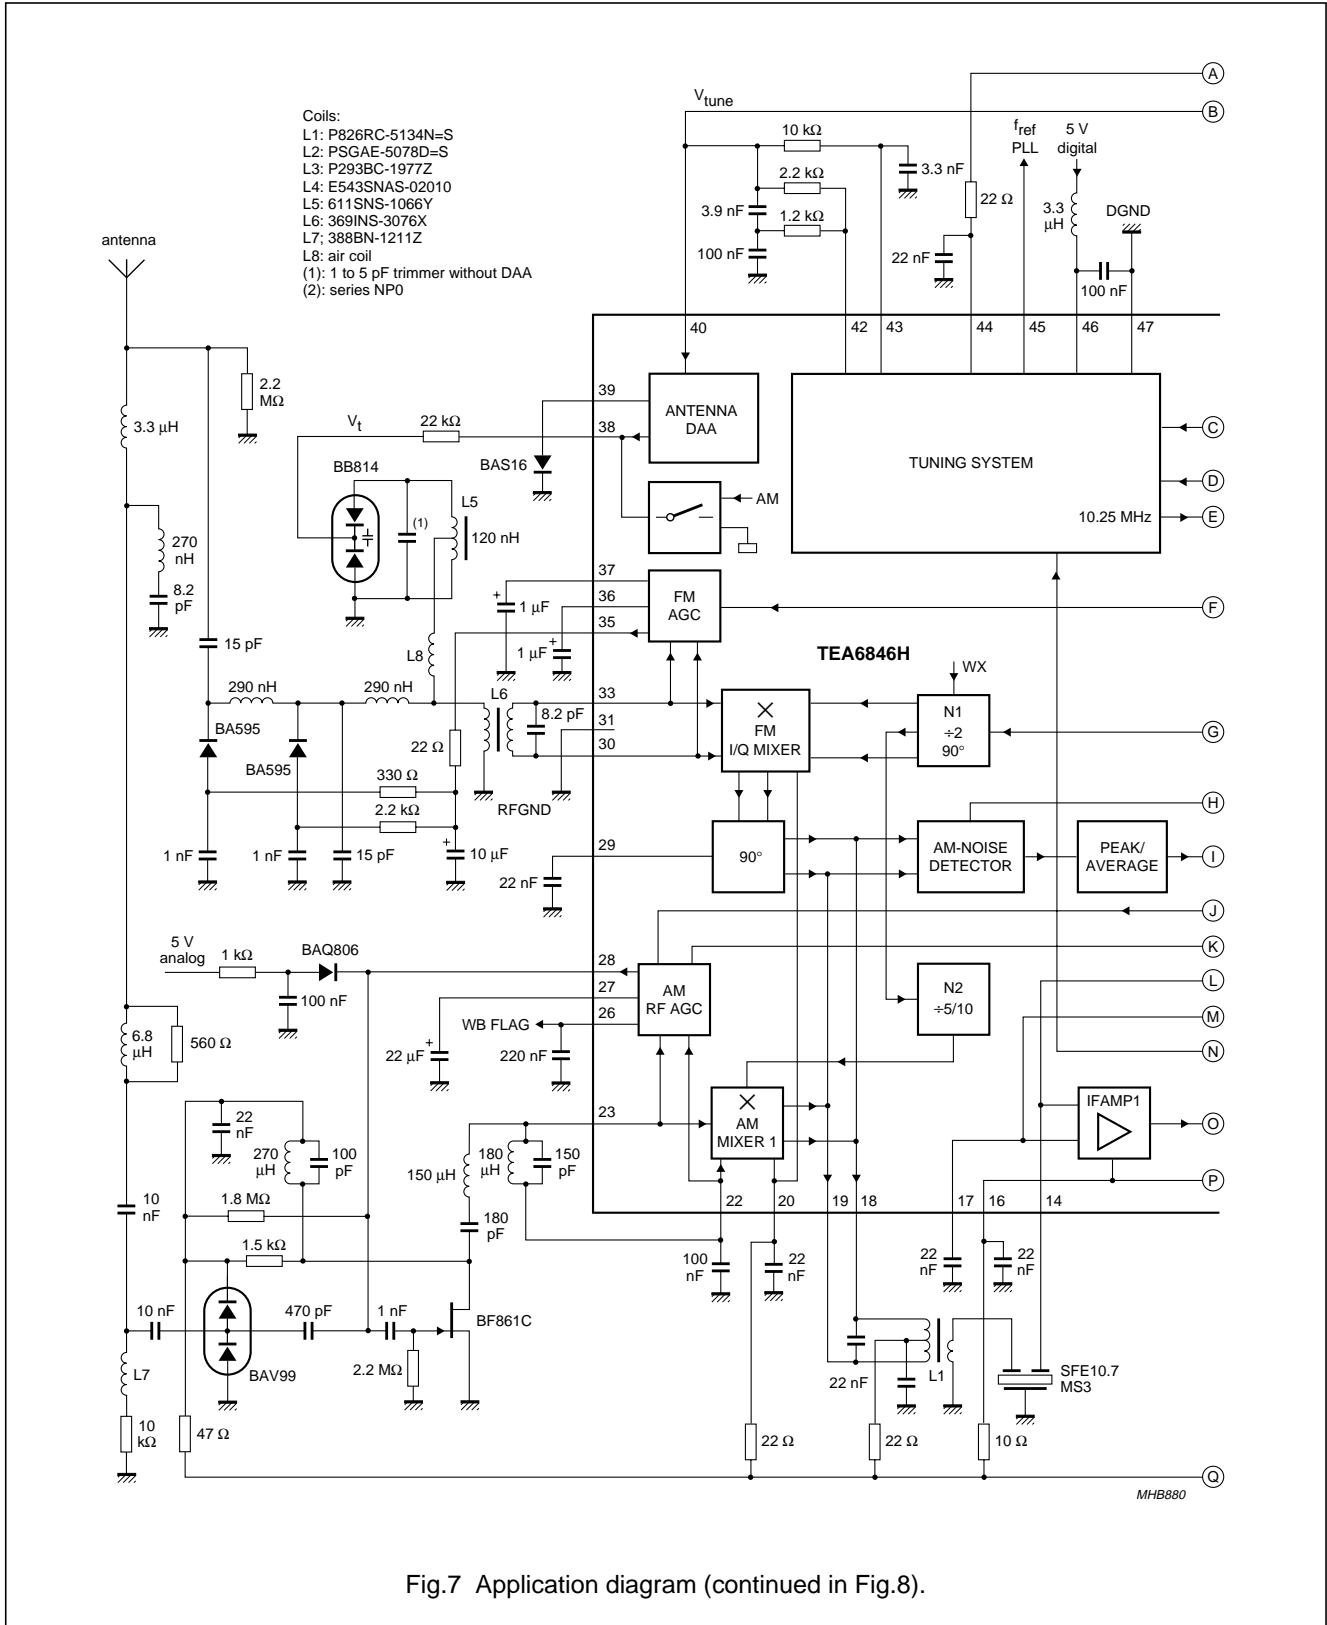 A
V_tune
B
Coils:
L1: P826RC-5134N=S
L2: PSGAE-5078D=S
L3: P293BC-1977Z
L4: E543SNAS-02010
L5: 611SNS-1066Y
L6: 369INS-3076X
L7; 388BN-1211Z
L8: air coil
(1): 1 to 5 pF trimmer without DAA
(2): series NP0
10 kΩ
f_ref
PLL
5 V
digital
3.3 nF
2.2 kΩ
22 Ω
3.9 nF
1.2 kΩ
3.3
μH
DGND
100 nF
22 nF
100 nF
antenna
40
42
43
44
45
46
47
2.2
MΩ
3.3 μH
39
ANTENNA
DAA
V_t
22 kΩ
38
BAS16
TUNING SYSTEM
C
D
E
10.25 MHz
BB814
(1)
L5
120 nH
AM
270
nH
8.2
pF
37
36
35
FM
AGC
1 μF
1 μF
F
15 pF
L8
TEA6846H
290 nH
290 nH
L6
33
31
30
8.2 pF
FM
I/Q MIXER
WX
N1
÷2
90°
G
BA595
BA595
22 Ω
330 Ω
2.2 kΩ
RFGND
H
1 nF
1 nF
15 pF
10 μF
29
22 nF
90°
AM-NOISE
DETECTOR
PEAK/
AVERAGE
I
J
5 V
analog
1 kΩ
BAQ806
100 nF
28
27
26
AM
RF AGC
K
N2
÷5/10
L
M
N
WB FLAG
22 μF
220 nF
6.8
μH
560 Ω
23
AM
MIXER 1
IFAMP1
O
P
22
nF
270
μH
100
pF
150 μH
180
μH
150
pF
10
nF
1.8 MΩ
180
pF
22
20
19
18
17
16
14
1.5 kΩ
100
nF
22
nF
22
nF
22
nF
10 nF
470 pF
1 nF
BF861C
2.2 MΩ
BAV99
L7
22 nF
L1
SFE10.7
MS3
10
kΩ
47 Ω
22 Ω
22 Ω
10 Ω
Q
MHB880
Fig.7 Application diagram (continued in Fig.8).